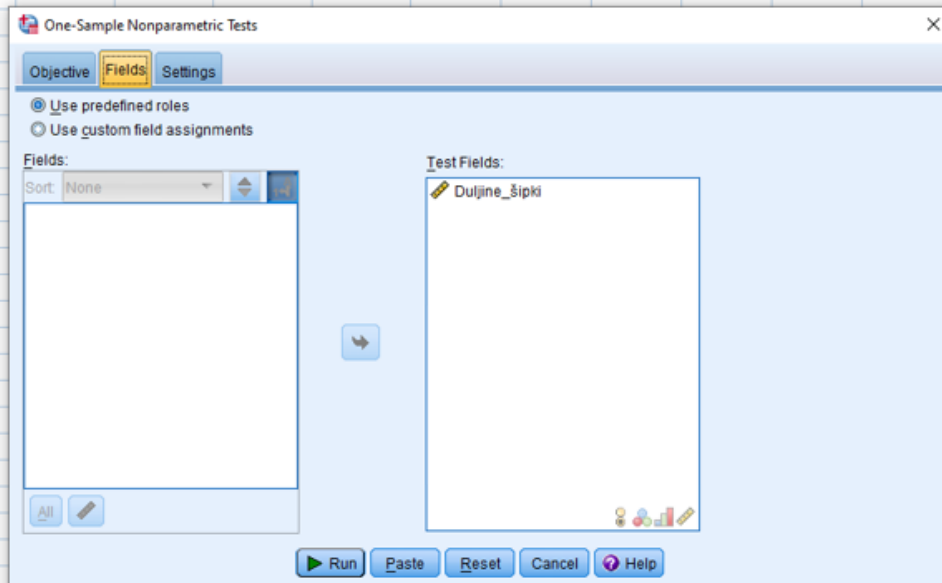 One-Sample Nonparametric Tests
Objective Fields Settings
Use predefined roles
Use custom field assignments
Fields:
Sort: None
Test Fields:
Duljine_šipki
All
Run Paste Reset Cancel Help